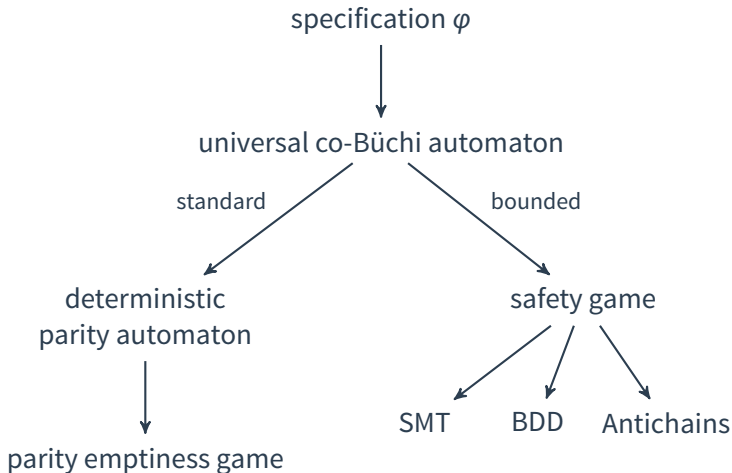 specification φ
universal co-Büchi automaton
standard
bounded
deterministic
parity automaton
safety game
SMT
BDD
Antichains
parity emptiness game